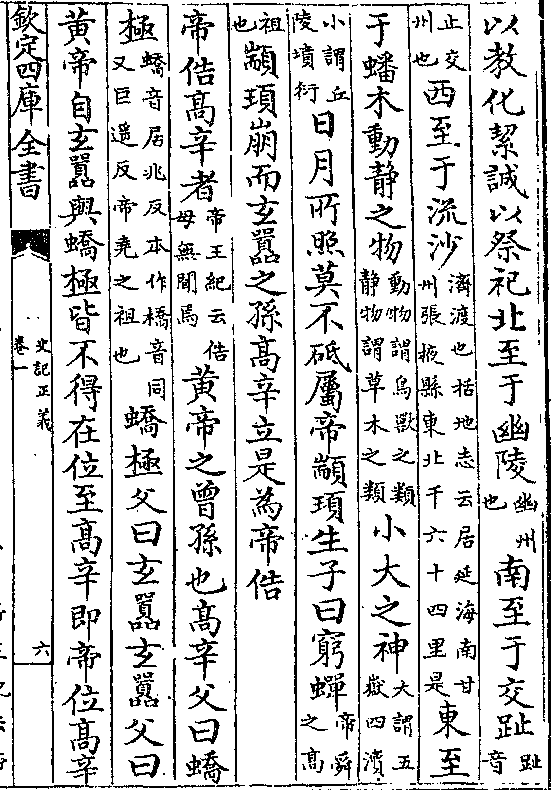 以教化絜誠以祭祀北至于幽陵幽州也南至于交趾趾音
止交州也西至于流沙濟渡也括地志云居延海南甘州張掖縣東北千六十四里是東至
于蟠木動静之物動物謂鳥獸之類静物謂草木之類小大之神大謂五嶽四瀆
小謂丘陵墳衍日月所照莫不砥屬帝顓頊生子曰窮蟬帝舜之高
祖也顓頊崩而玄囂之孫高辛立是為帝俈
帝俈高辛者帝王紀云俈母無聞焉黄帝之曾孫也高辛父曰蟜
極蟜音居兆反本作橋音同又巨遥反帝堯之祖也蟜極父曰玄囂玄囂父曰
黄帝自玄囂與蟜極皆不得在位至高辛即帝位高辛
欽定四庫全書
史記正義
卷一
六